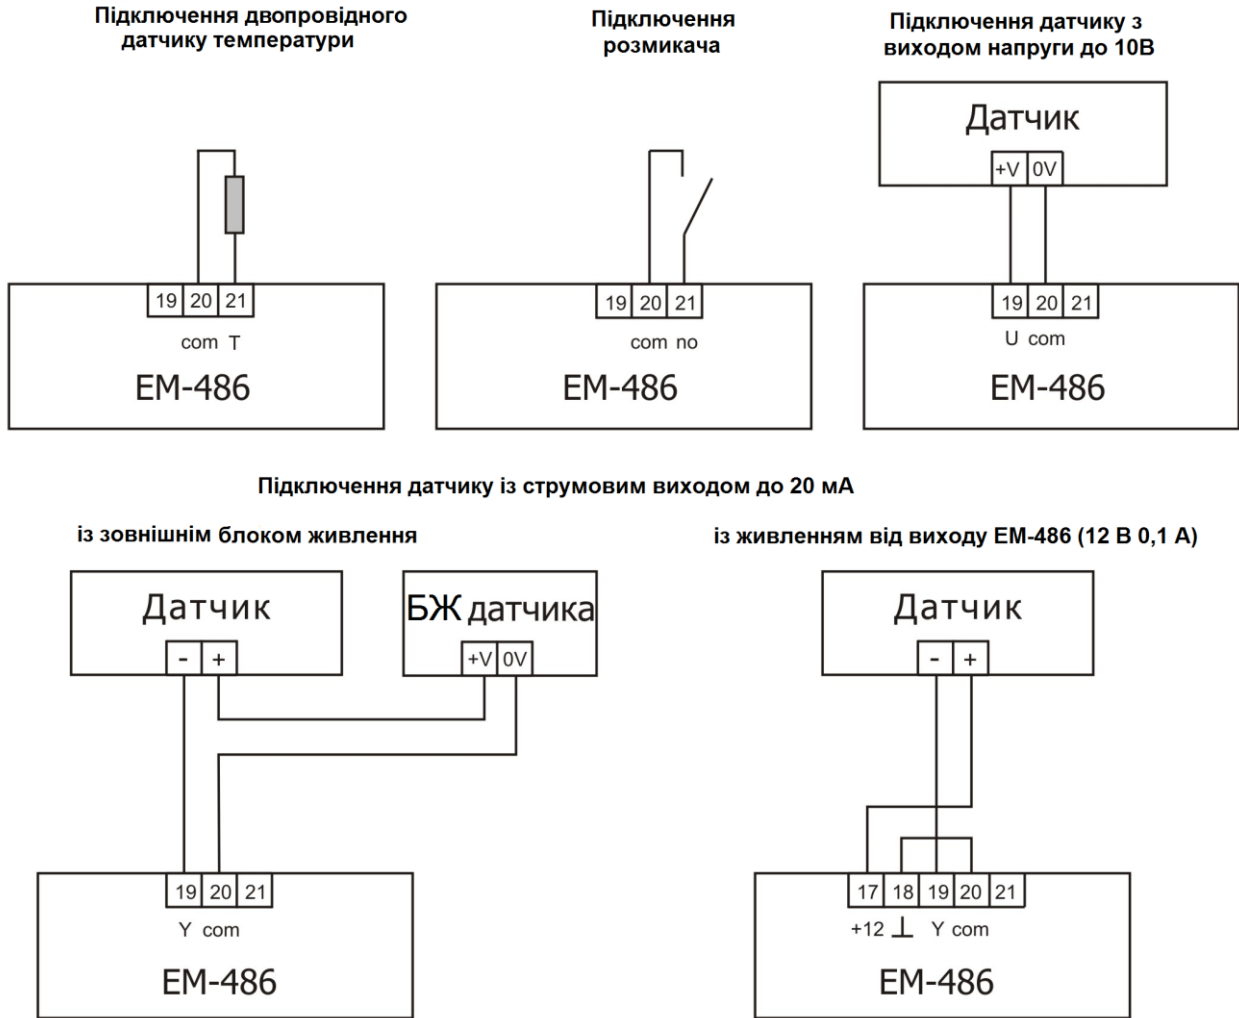 Підключення двопровідного
датчику температури
Підключення
розмикача
Підключення датчику з
виходом напруги до 10В
Датчик
+V 0V
19 20 21
com T
EM-486
19 20 21
com no
EM-486
19 20 21
U com
EM-486
Підключення датчику із струмовим виходом до 20 мА
із зовнішнім блоком живлення
із живленням від виходу EM-486 (12 В 0,1 А)
Датчик
- +
БЖ датчика
+V 0V
Датчик
- +
19 20 21
Y com
EM-486
17 18 19 20 21
+12 ⊥ Y com
EM-486